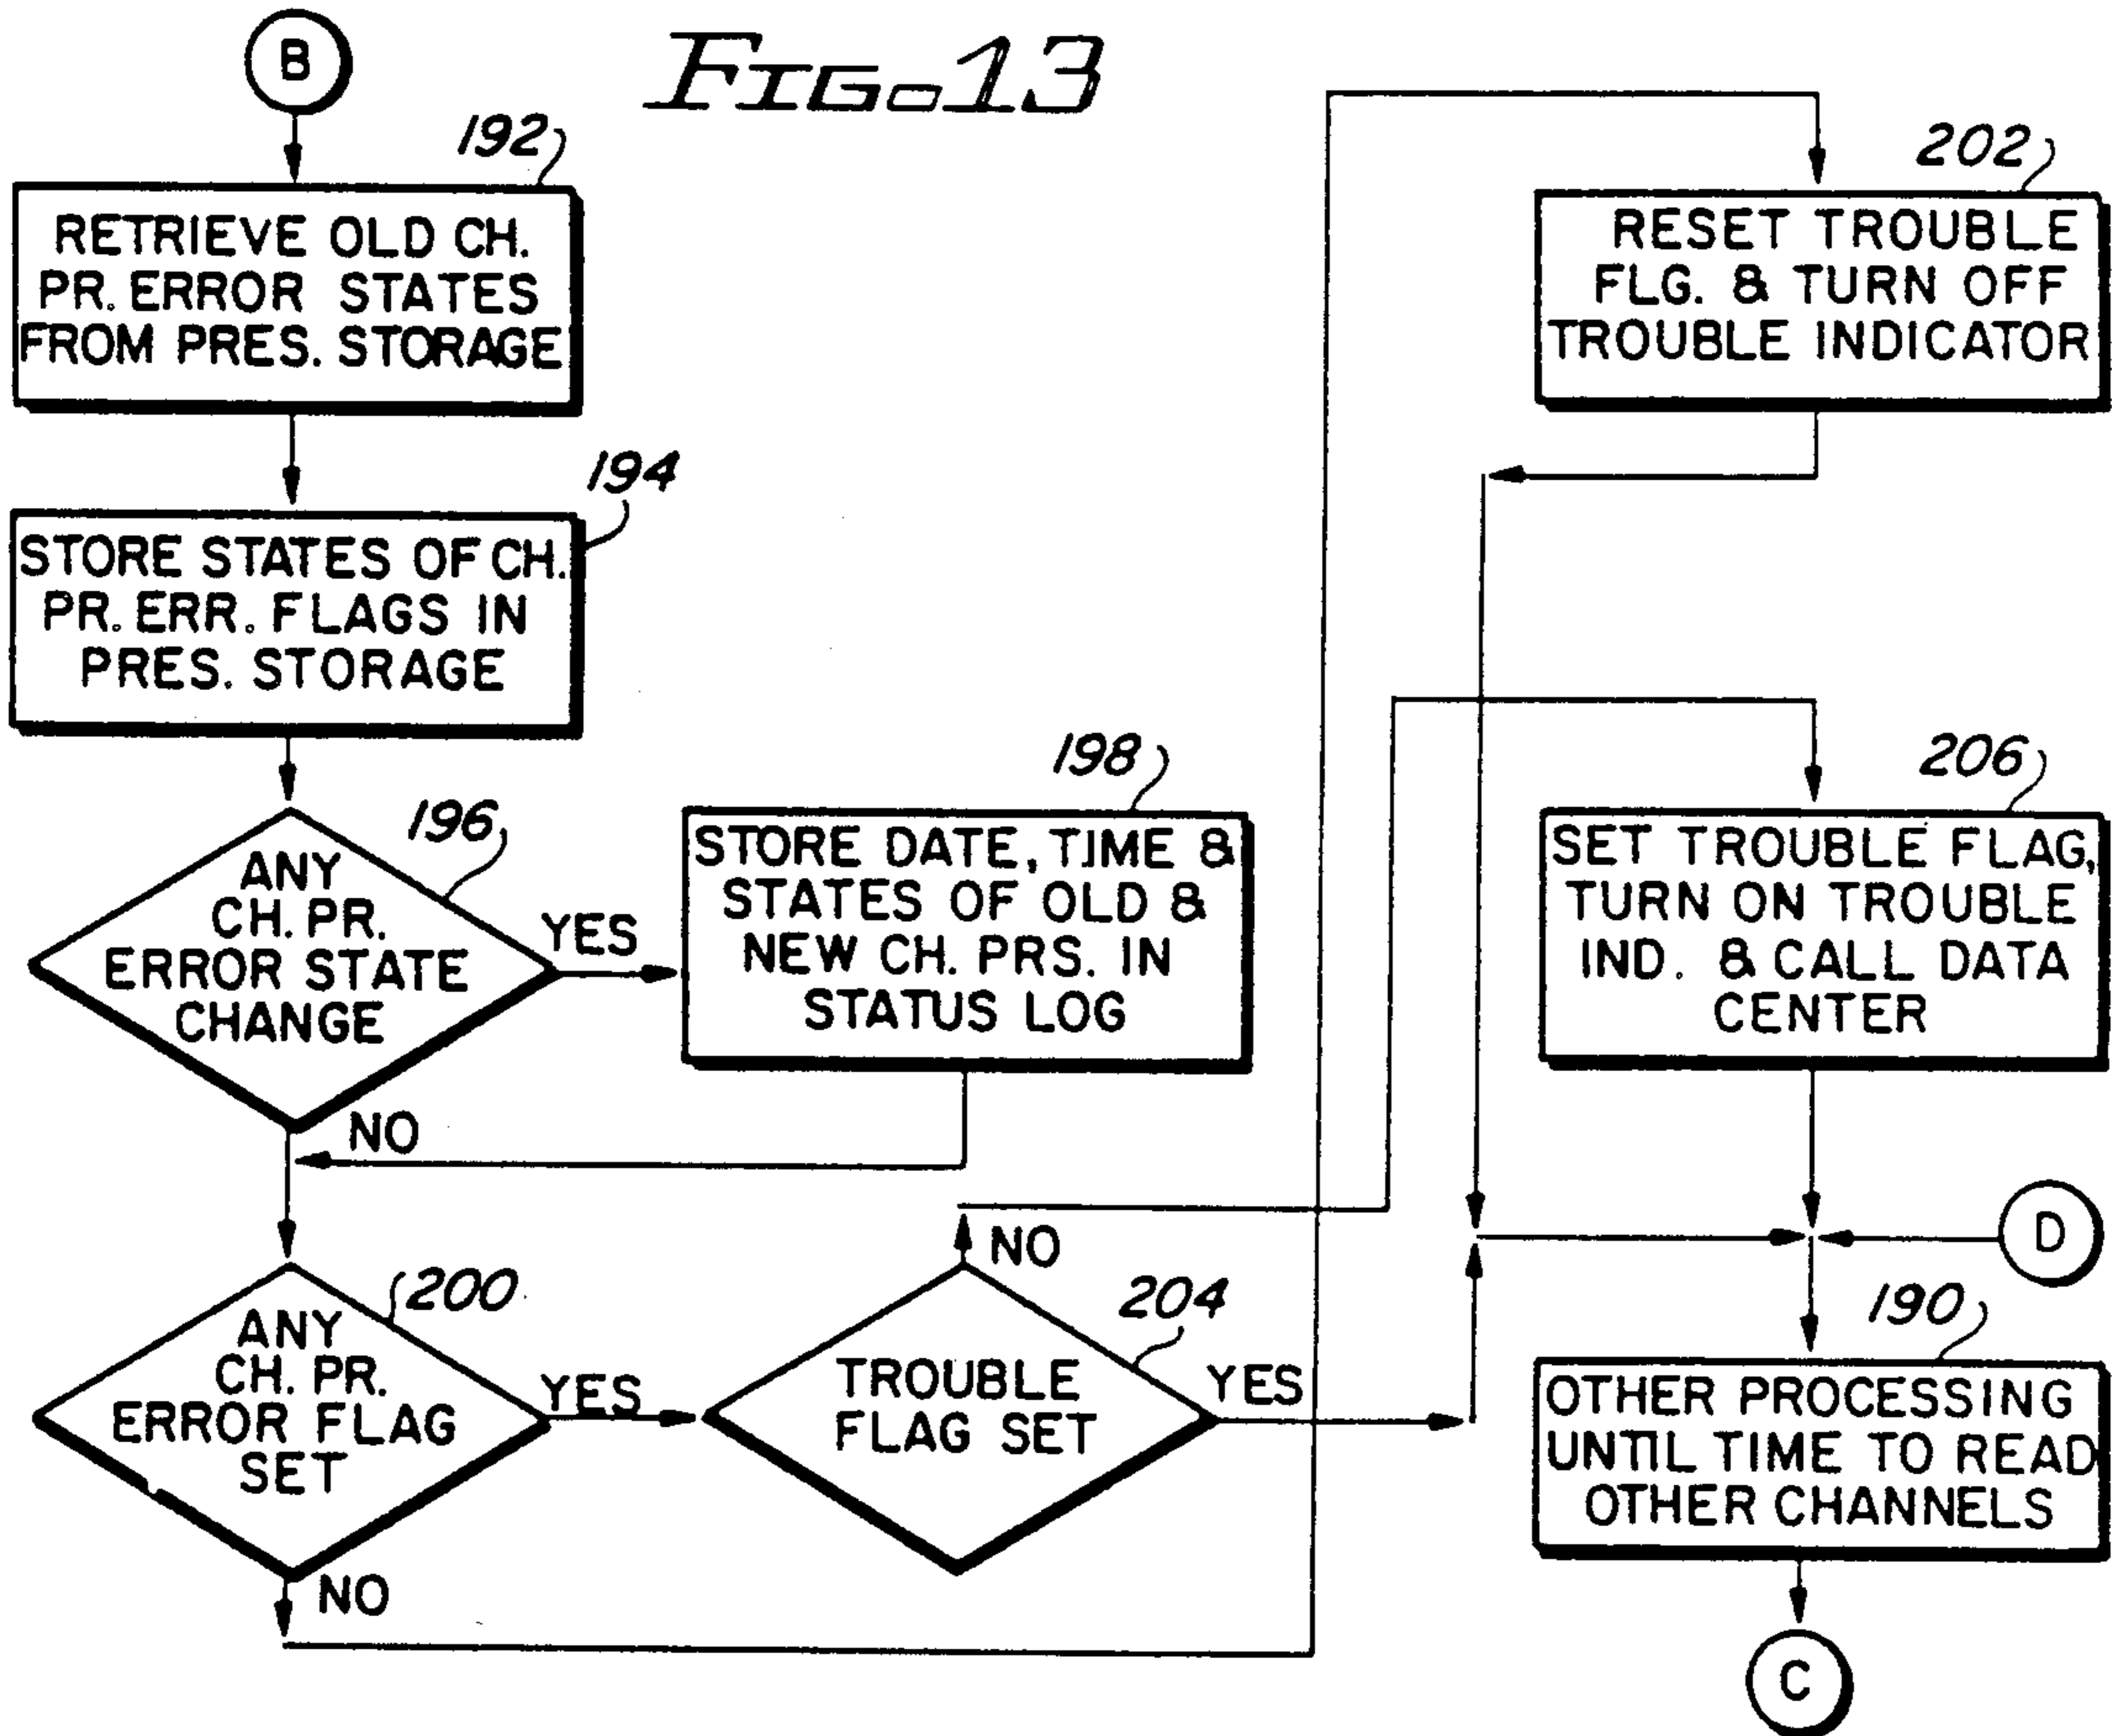 B
FIG. 13
192
RETRIEVE OLD CH.
PR. ERROR STATES
FROM PRES. STORAGE
194
STORE STATES OF CH.
PR. ERR. FLAGS IN
PRES. STORAGE
196
ANY
CH. PR.
ERROR STATE
CHANGE
YES
NO
198
STORE DATE, TIME &
STATES OF OLD &
NEW CH. PRS. IN
STATUS LOG
200
ANY
CH. PR.
ERROR FLAG
SET
YES
NO
204
TROUBLE
FLAG SET
NO
YES
202
RESET TROUBLE
FLG. & TURN OFF
TROUBLE INDICATOR
206
SET TROUBLE FLAG,
TURN ON TROUBLE
IND. & CALL DATA
CENTER
D
190
OTHER PROCESSING
UNTIL TIME TO READ
OTHER CHANNELS
C